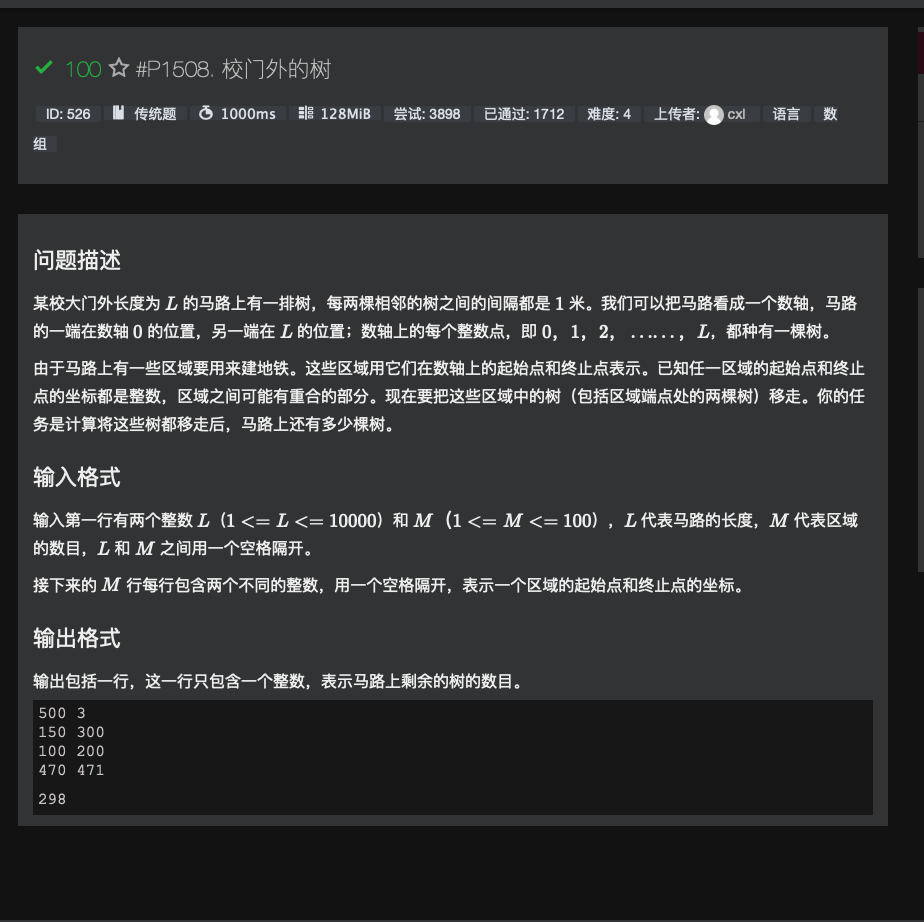 100 #P1508. 校门外的树
ID: 526 传统题 1000ms 128MiB 尝试: 3898 已通过: 1712 难度: 4 上传者: cxl 语言 数
组
问题描述
某校大门外长度为 L 的马路上有一排树，每两棵相邻的树之间的间隔都是 1 米。我们可以把马路看成一个数轴，马路
的一端在数轴 0 的位置，另一端在 L 的位置；数轴上的每个整数点，即 0，1，2，……，L，都种有一棵树。
由于马路上有一些区域要用来建地铁。这些区域用它们在数轴上的起始点和终止点表示。已知任一区域的起始点和终止
点的坐标都是整数，区域之间可能有重合的部分。现在要把这些区域中的树（包括区域端点处的两棵树）移走。你的任
务是计算将这些树都移走后，马路上还有多少棵树。
输入格式
输入第一行有两个整数 L（1 <= L <= 10000）和 M（1 <= M <= 100），L 代表马路的长度，M 代表区域
的数目，L 和 M 之间用一个空格隔开。
接下来的 M 行每行包含两个不同的整数，用一个空格隔开，表示一个区域的起始点和终止点的坐标。
输出格式
输出包括一行，这一行只包含一个整数，表示马路上剩余的树的数目。
500 3
150 300
100 200
470 471
298